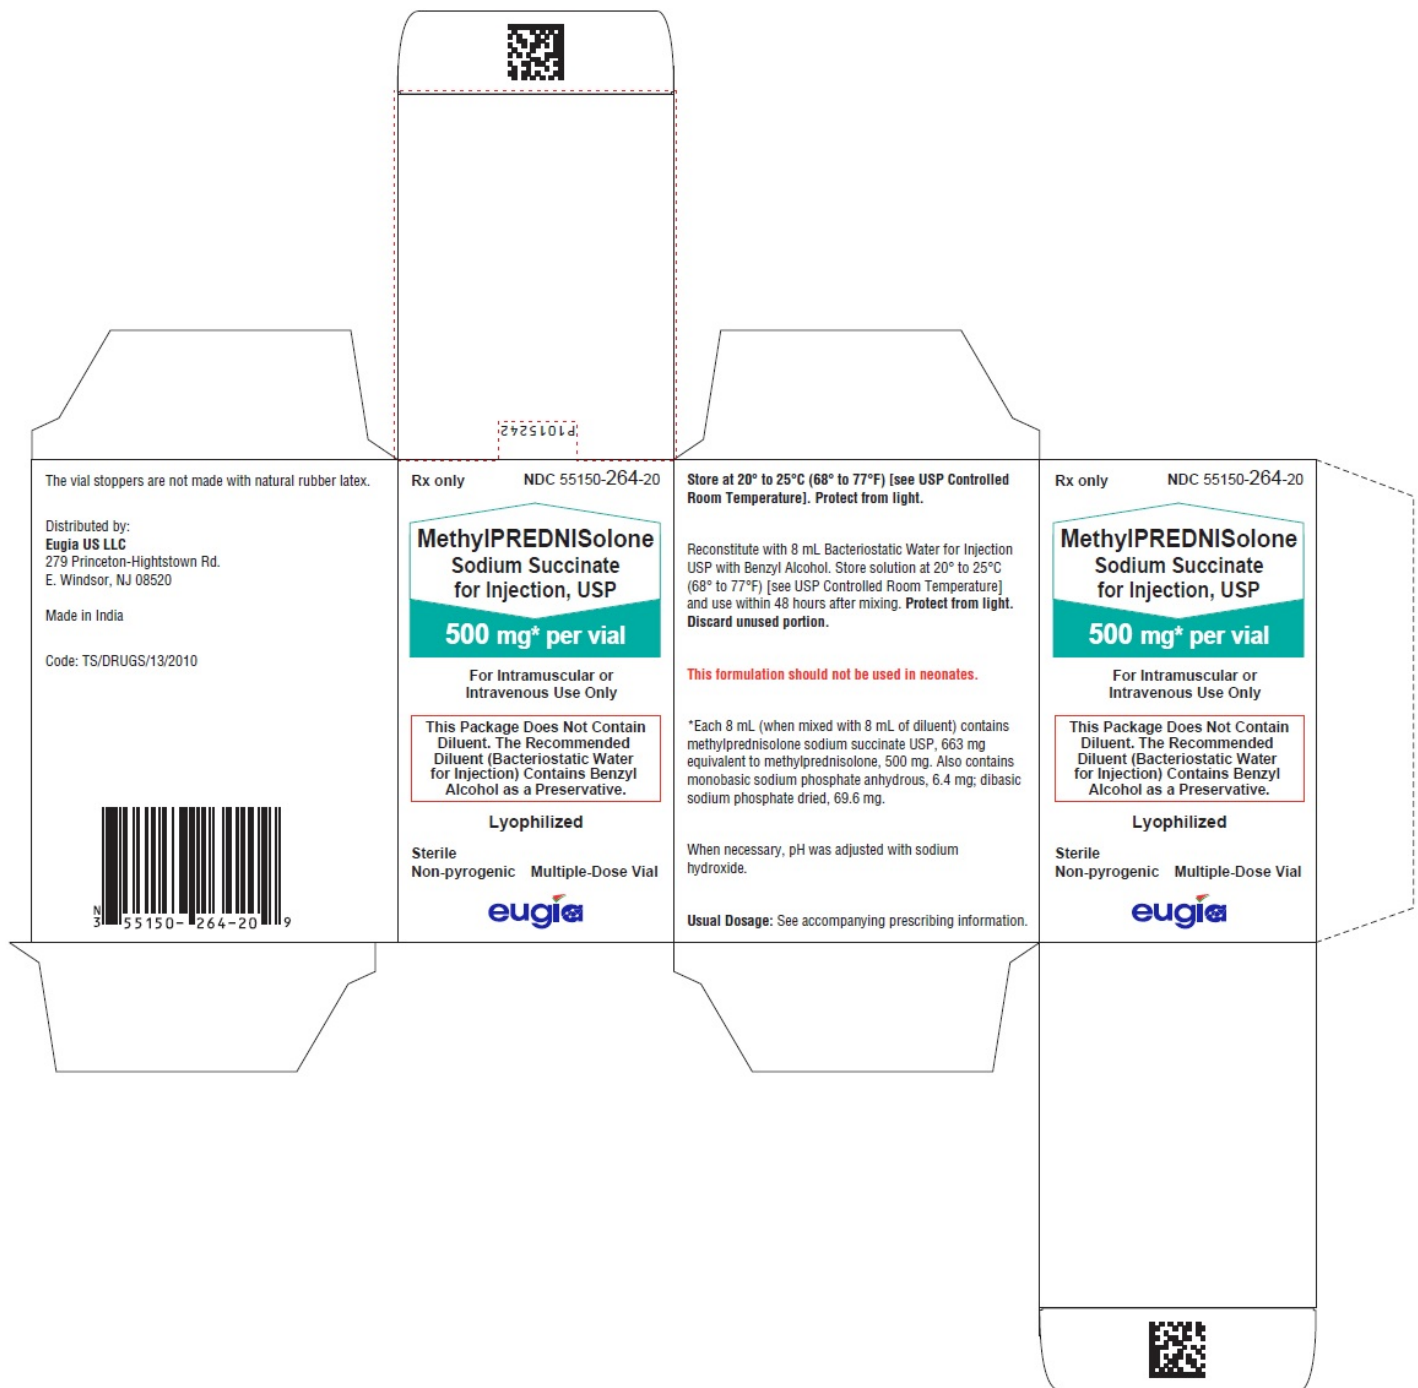 P1015242
The vial stoppers are not made with natural rubber latex.
Distributed by:
Eugia US LLC
279 Princeton-Hightstown Rd.
E. Windsor, NJ 08520
Made in India
Code: TS/DRUGS/13/2010
N
3 55150-264-20 9
Rx only NDC 55150-264-20
MethylPREDNISolone
Sodium Succinate
for Injection, USP
500 mg* per vial
For Intramuscular or
Intravenous Use Only
This Package Does Not Contain
Diluent. The Recommended
Diluent (Bacteriostatic Water
for Injection) Contains Benzyl
Alcohol as a Preservative.
Lyophilized
Sterile
Non-pyrogenic Multiple-Dose Vial
eugia
Store at 20° to 25°C (68° to 77°F) [see USP Controlled
Room Temperature]. Protect from light.
Reconstitute with 8 mL Bacteriostatic Water for Injection
USP with Benzyl Alcohol. Store solution at 20° to 25°C
(68° to 77°F) [see USP Controlled Room Temperature]
and use within 48 hours after mixing. Protect from light.
Discard unused portion.
This formulation should not be used in neonates.
*Each 8 mL (when mixed with 8 mL of diluent) contains
methylprednisolone sodium succinate USP, 663 mg
equivalent to methylprednisolone, 500 mg. Also contains
monobasic sodium phosphate anhydrous, 6.4 mg; dibasic
sodium phosphate dried, 69.6 mg.
When necessary, pH was adjusted with sodium
hydroxide.
Usual Dosage: See accompanying prescribing information.
Rx only NDC 55150-264-20
MethylPREDNISolone
Sodium Succinate
for Injection, USP
500 mg* per vial
For Intramuscular or
Intravenous Use Only
This Package Does Not Contain
Diluent. The Recommended
Diluent (Bacteriostatic Water
for Injection) Contains Benzyl
Alcohol as a Preservative.
Lyophilized
Sterile
Non-pyrogenic Multiple-Dose Vial
eugia